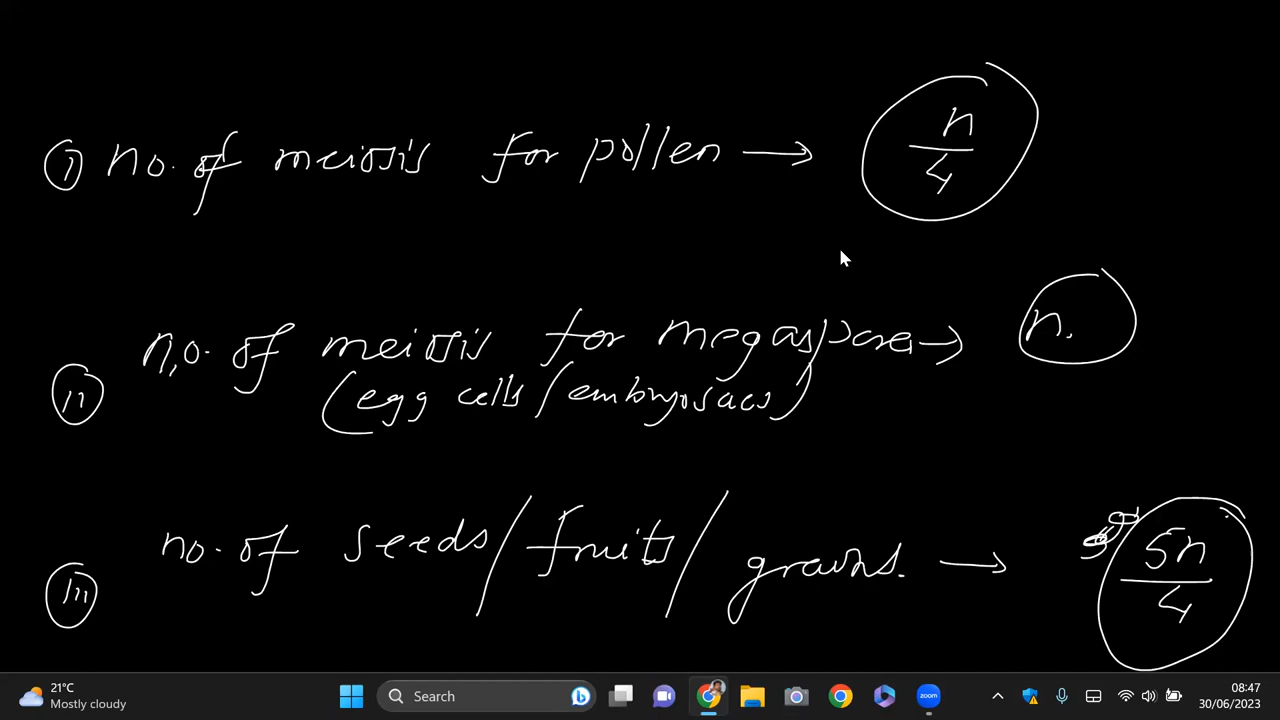 i no. of meiosis for pollen → n/4
ii no. of meiosis for megaspore → n.
(egg cells/embryosacs)
iii no. of seeds/fruits/grains. → 5n/4
21°C
Mostly cloudy
Search
zoom
08:47
30/06/2023